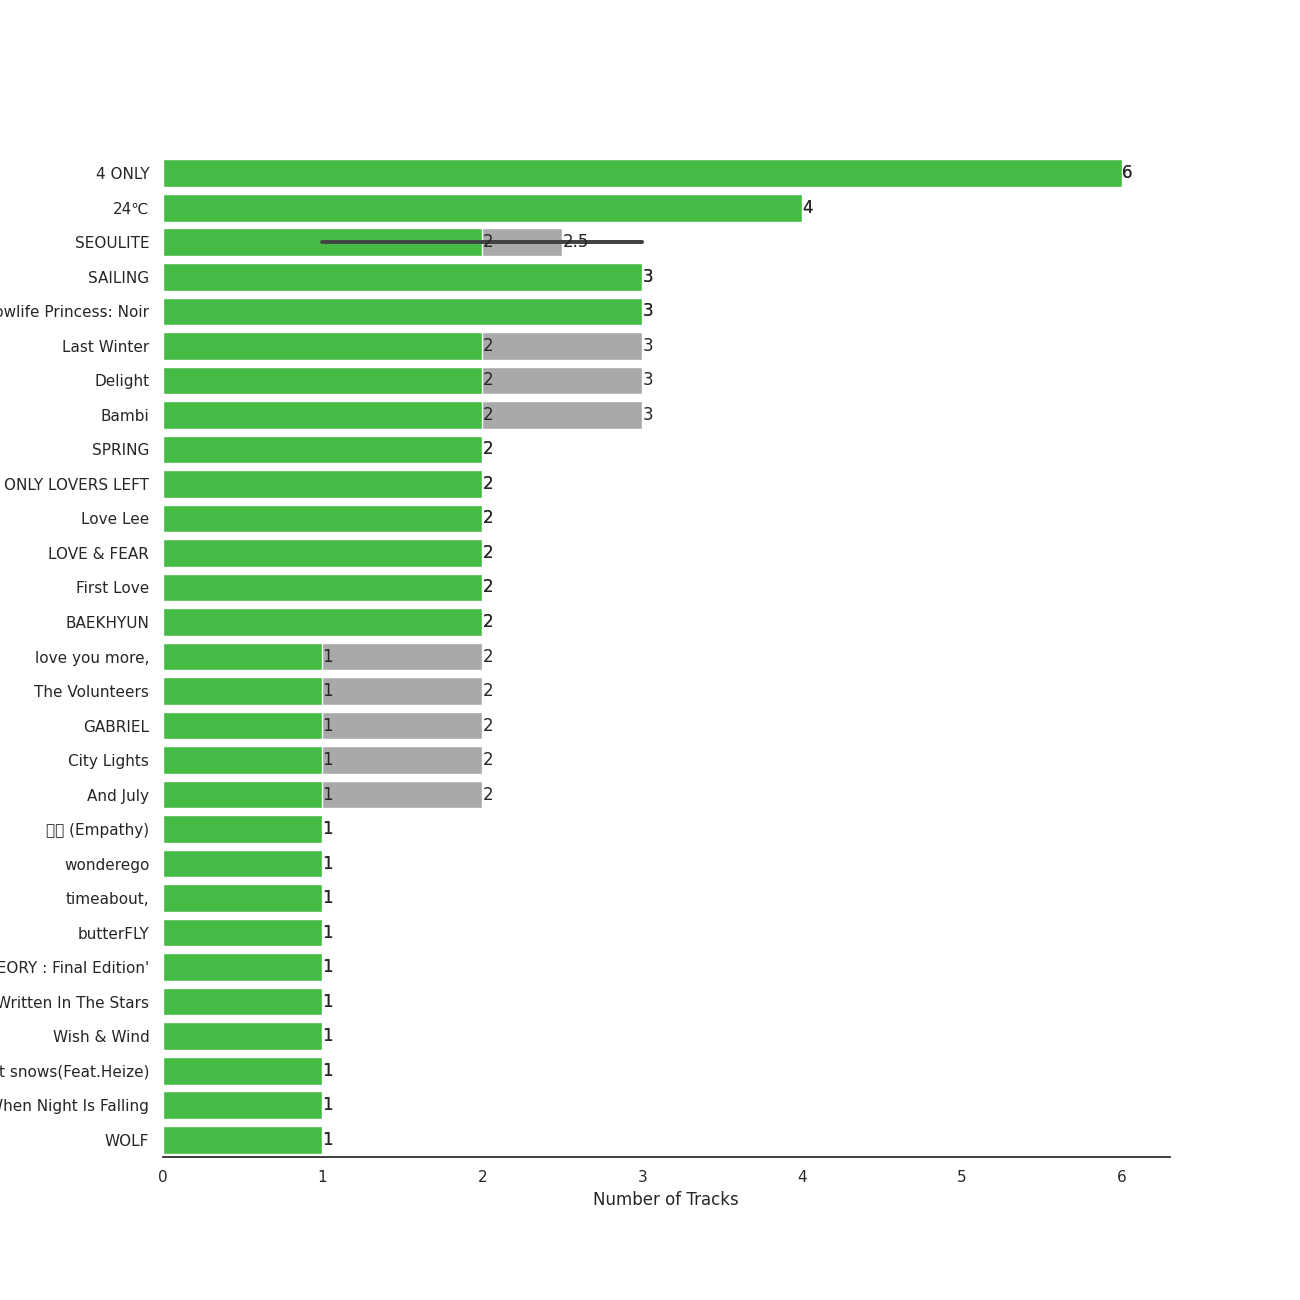 4 ONLY 6
24℃ 4
SEOULITE 2 2.5
SAILING 3
owlife Princess: Noir 3
Last Winter 2 3
Delight 2 3
Bambi 2 3
SPRING 2
ONLY LOVERS LEFT 2
Love Lee 2
LOVE & FEAR 2
First Love 2
BAEKHYUN 2
love you more, 1 2
The Volunteers 1 2
GABRIEL 1 2
City Lights 1 2
And July 1 2
(Empathy) 1
wonderego 1
timeabout, 1
butterFLY 1
EORY : Final Edition' 1
Written In The Stars 1
Wish & Wind 1
t snows(Feat.Heize) 1
When Night Is Falling 1
WOLF 1
0 1 2 3 4 5 6
Number of Tracks